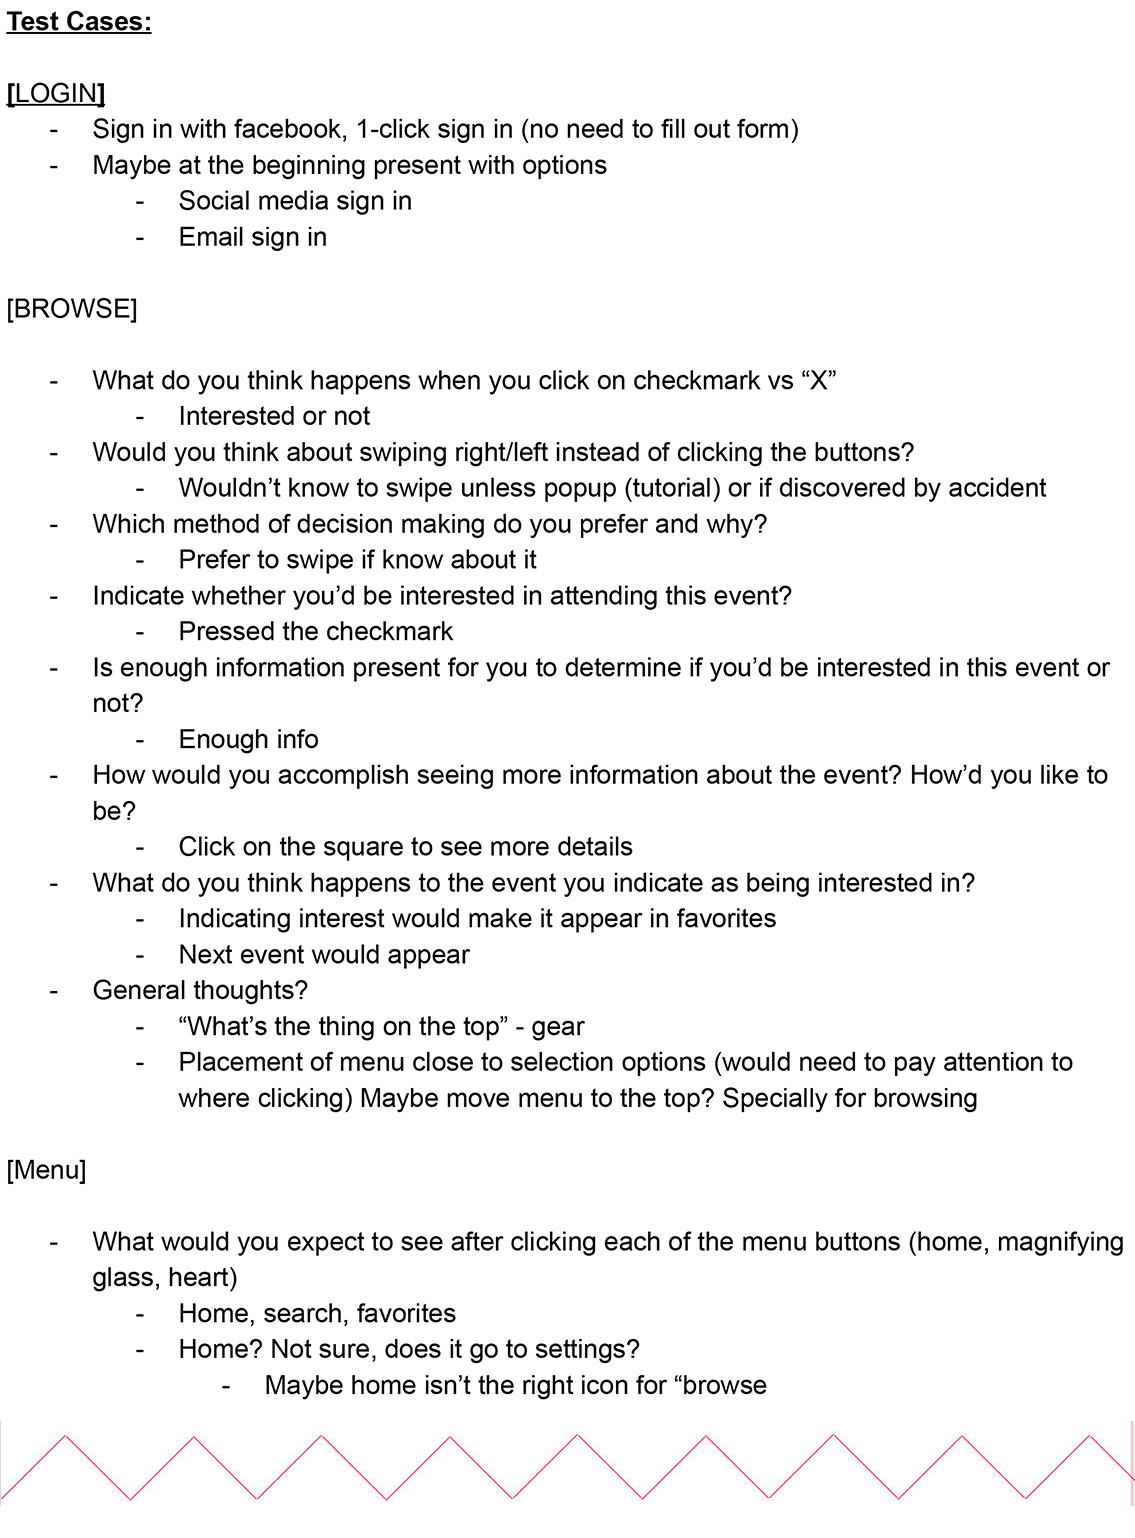 Test Cases:
[LOGIN]
- Sign in with facebook, 1-click sign in (no need to fill out form)
- Maybe at the beginning present with options
- Social media sign in
- Email sign in
[BROWSE]
- What do you think happens when you click on checkmark vs “X”
- Interested or not
- Would you think about swiping right/left instead of clicking the buttons?
- Wouldn’t know to swipe unless popup (tutorial) or if discovered by accident
- Which method of decision making do you prefer and why?
- Prefer to swipe if know about it
- Indicate whether you’d be interested in attending this event?
- Pressed the checkmark
- Is enough information present for you to determine if you’d be interested in this event or
not?
- Enough info
- How would you accomplish seeing more information about the event? How’d you like to
be?
- Click on the square to see more details
- What do you think happens to the event you indicate as being interested in?
- Indicating interest would make it appear in favorites
- Next event would appear
- General thoughts?
- “What’s the thing on the top” - gear
- Placement of menu close to selection options (would need to pay attention to
where clicking) Maybe move menu to the top? Specially for browsing
[Menu]
- What would you expect to see after clicking each of the menu buttons (home, magnifying
glass, heart)
- Home, search, favorites
- Home? Not sure, does it go to settings?
- Maybe home isn’t the right icon for “browse